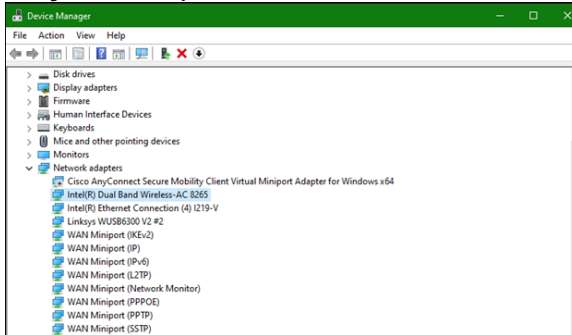 Device Manager
File Action View Help
Disk drives
Display adapters
Firmware
Human Interface Devices
Keyboards
Mice and other pointing devices
Monitors
Network adapters
Cisco AnyConnect Secure Mobility Client Virtual Miniport Adapter for Windows x64
Intel(R) Dual Band Wireless-AC 8265
Intel(R) Ethernet Connection (4) I219-V
Linksys WUSB6300 V2 #2
WAN Miniport (IKEv2)
WAN Miniport (IP)
WAN Miniport (IPv6)
WAN Miniport (L2TP)
WAN Miniport (Network Monitor)
WAN Miniport (PPPOE)
WAN Miniport (PPTP)
WAN Miniport (SSTP)